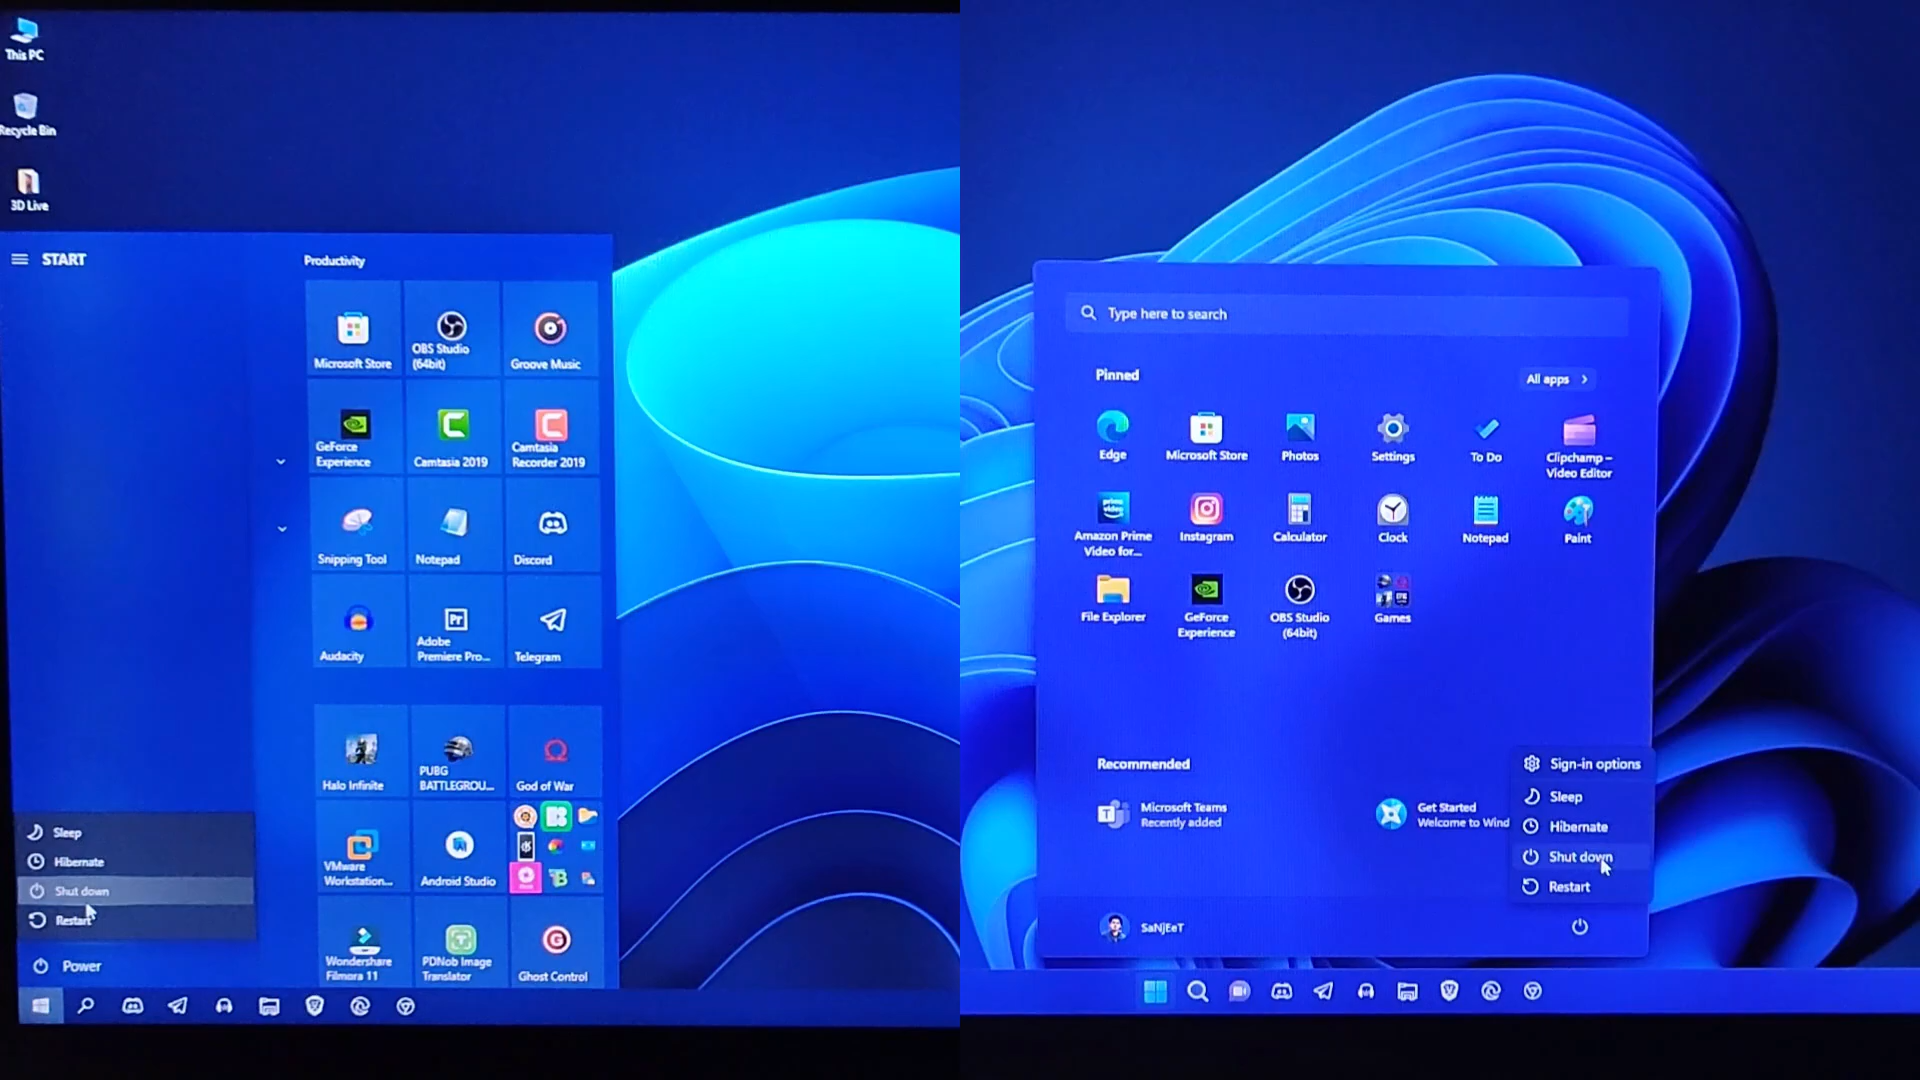 This PC
Recycle Bin
3D Live
START
Productivity
Microsoft Store
OBS Studio
(64bit)
Groove Music
GeForce
Experience
Camtasia 2019
Camtasia
Recorder 2019
Snipping Tool
Notepad
Discord
Audacity
Pr
Adobe
Premiere Pro...
Telegram
Halo Infinite
PUBG
BATTLEGROU...
God of War
VMware
Workstation...
Android Studio
Wondershare
Filmora 11
PDNob Image
Translator
Ghost Control
Sleep
Hibernate
Shut down
Restart
Power
Type here to search
Pinned
All apps
Edge
Microsoft Store
Photos
Settings
To Do
Clipchamp –
Video Editor
prime
video
Amazon Prime
Video for...
Instagram
Calculator
Clock
Notepad
Paint
File Explorer
GeForce
Experience
OBS Studio
(64bit)
Games
Recommended
Microsoft Teams
Recently added
Get Started
Welcome to Wind
Sign-in options
Sleep
Hibernate
Shut down
Restart
SaNjEeT